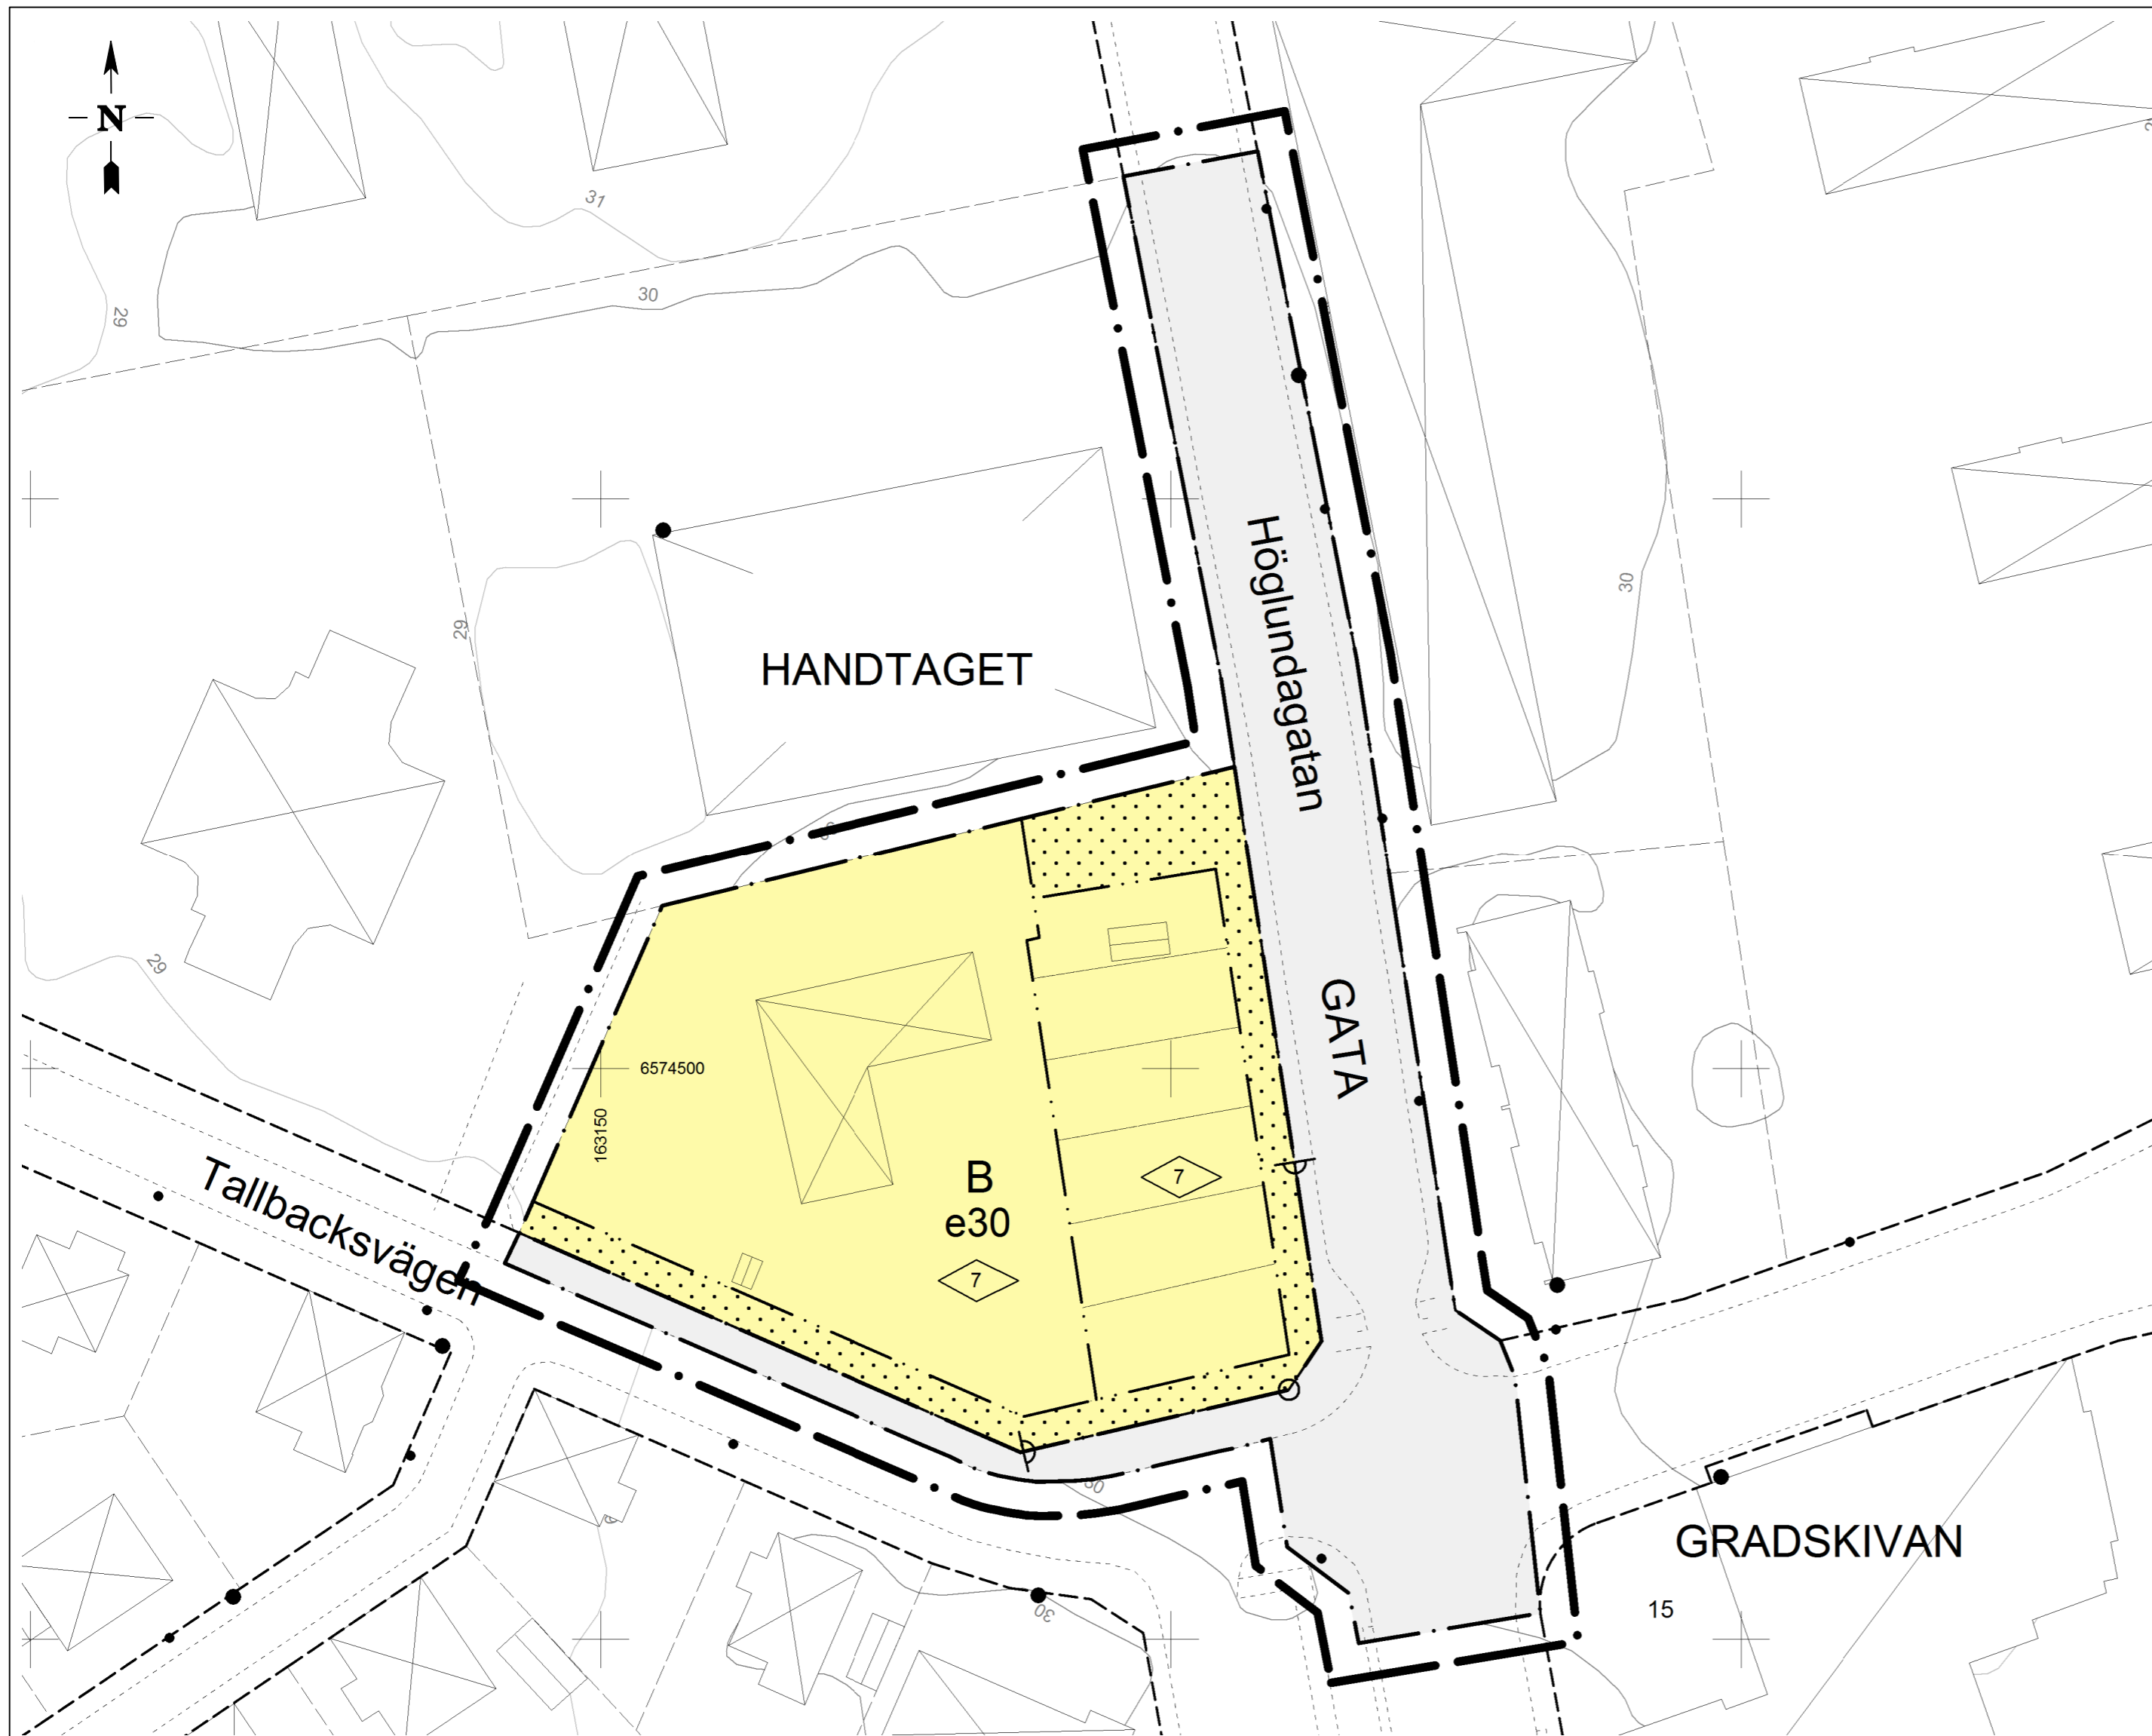 N
31
30
29
30
29
HANDTAGET
Höglundagatan
29
GATA
6574500
163150
B
e30
7
7
Tallbacksvägen
30
GRADSKIVAN
15
30